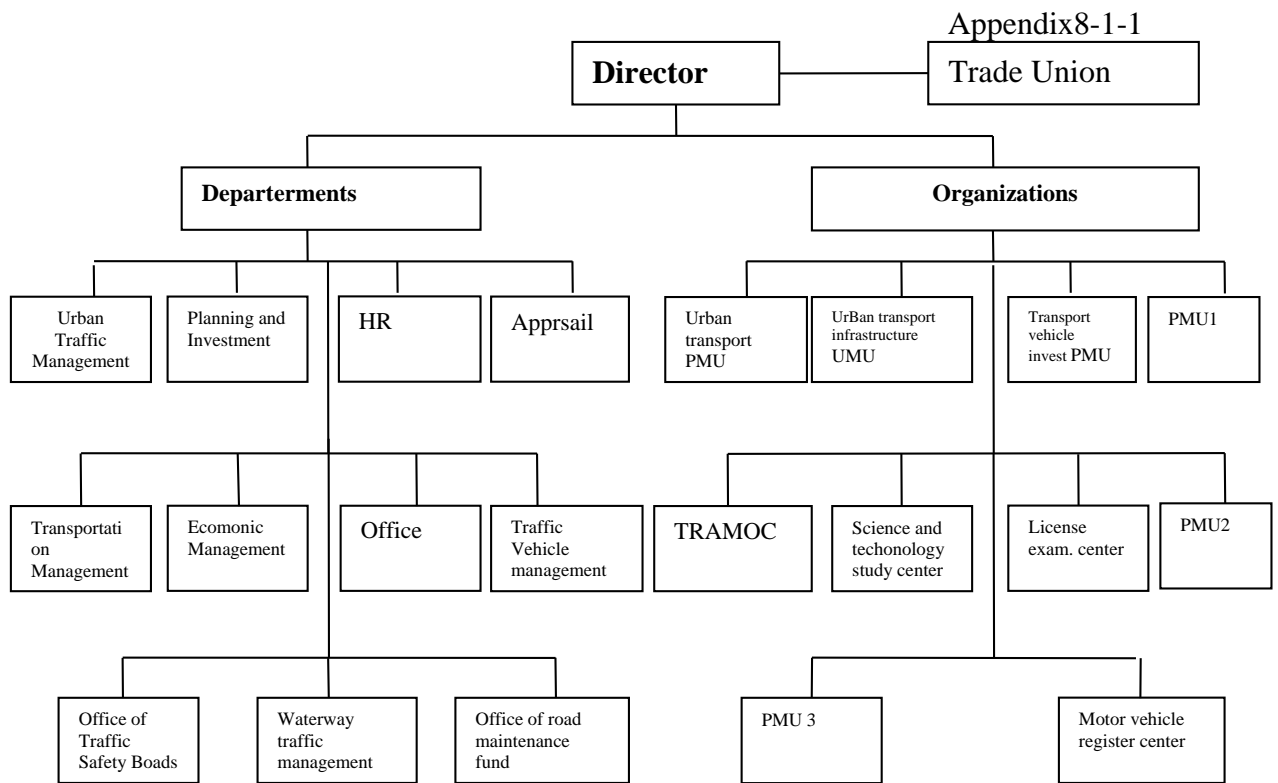 Appendix8-1-1
Director
Trade Union
Departerments
Organizations
Urban
Traffic
Management
Planning and
Investment
HR
Apprsail
Urban
transport
PMU
UrBan transport
infrastructure
UMU
Transport
vehicle
invest PMU
PMU1
Transportati
on
Management
Ecomonic
Management
Office
Traffic
Vehicle
management
TRAMOC
Science and
techonology
study center
License
exam. center
PMU2
Office of
Traffic
Safety Boads
Waterway
traffic
management
Office of road
maintenance
fund
PMU 3
Motor vehicle
register center